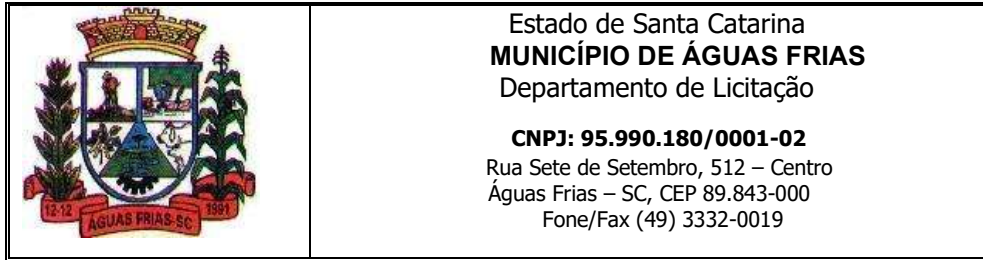 12-12
ÁGUAS FRIAS-SC
1991
Estado de Santa Catarina
MUNICÍPIO DE ÁGUAS FRIAS
Departamento de Licitação
CNPJ: 95.990.180/0001-02
Rua Sete de Setembro, 512 – Centro
Águas Frias – SC, CEP 89.843-000
Fone/Fax (49) 3332-0019